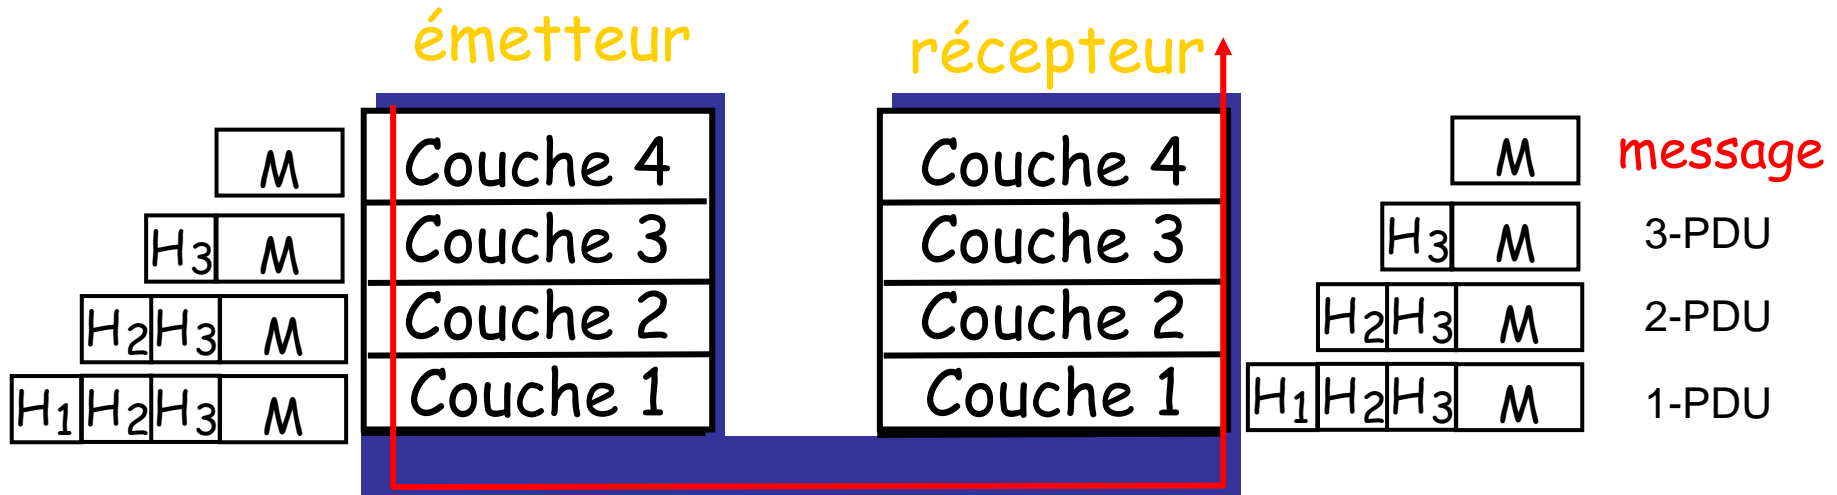 émetteur
récepteur
M Couche 4 Couche 4 M message
H3 M Couche 3 Couche 3 H3 M 3-PDU
H2 H3 M Couche 2 Couche 2 H2 H3 M 2-PDU
H1 H2 H3 M Couche 1 Couche 1 H1 H2 H3 M 1-PDU